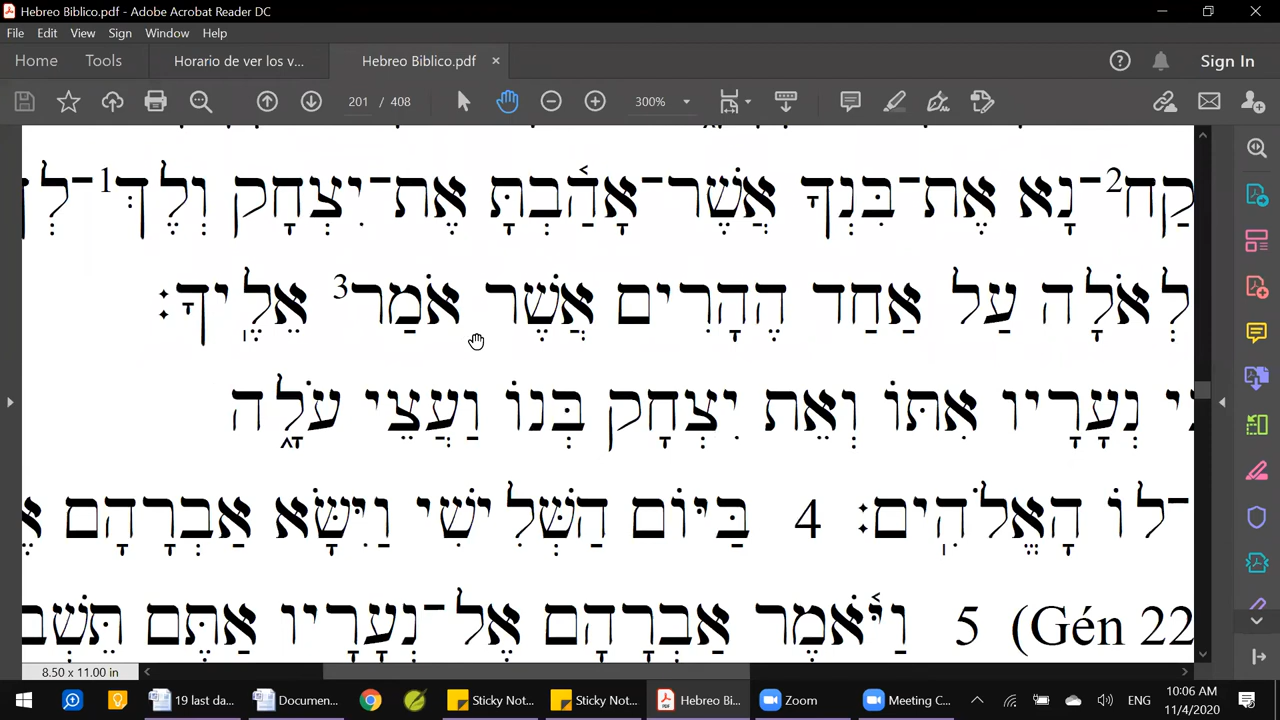 Hebreo Biblico.pdf - Adobe Acrobat Reader DC
File Edit View Sign Window Help
Home Tools Horario de ver los v... Hebreo Biblico.pdf Sign In
201 / 408 300%
קַח2־נָא אֶת־בִּנְךָ אֲשֶׁר־אָהַ֫בְתָּ אֶת־יִצְחָק וְלֶךְ1־
לְאֹלָה עַל אַחַד הֶהָרִים אֲשֶׁר אֹמַר3 אֵלֶֽיךָ׃
נְעָרָיו אִתּוֹ וְאֵת יִצְחָק בְּנוֹ וַעֲצֵי עֹלָ֑ה
־לוֹ הָאֱלֹהִֽים׃ 4 בַּיּוֹם הַשְּׁלִישִׁי וַיִּשָּׂא אַבְרָהָם
(Gén 22 5 וַיֹּ֫אמֶר אַבְרָהָם אֶל־נְעָרָיו אַתֶּם
8.50 x 11.00 in
19 last da... Documen... Sticky Not... Sticky Not... Hebreo Bi... Zoom Meeting C... ENG 10:06 AM
11/4/2020